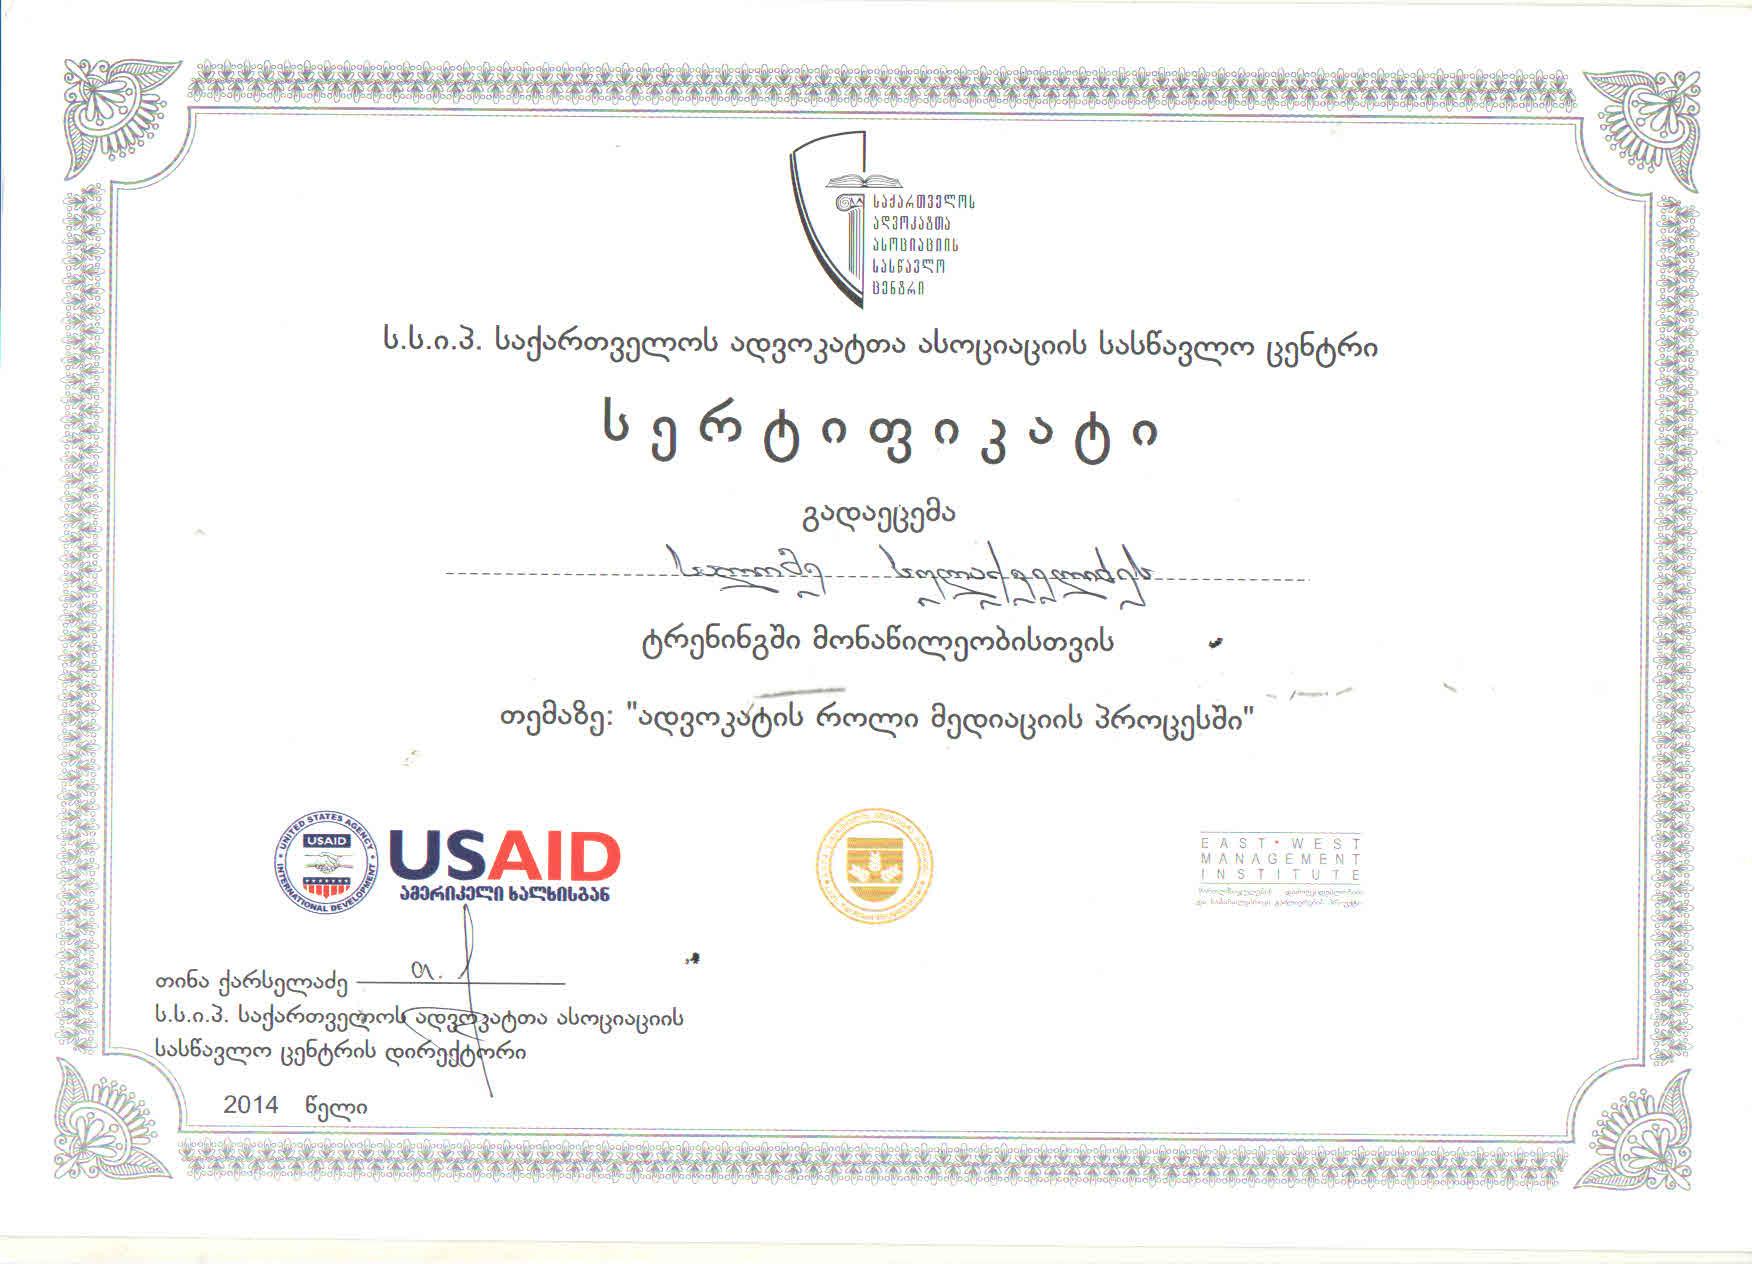 საქართველოს
ადვოკატთა
ასოციაციის
სასწავლო
ცენტრი
ს.ს.ი.პ. საქართველოს ადვოკატთა ასოციაციის სასწავლო ცენტრი
სერტიფიკატი
გადაეცემა
სალომე სულაქველიძეს
ტრენინგში მონაწილეობისთვის
თემაზე: "ადვოკატის როლი მედიაციის პროცესში"
UNITED STATES AGENCY
USAID
INTERNATIONAL DEVELOPMENT
USAID
ამერიკელი ხალხისგან
EAST•WEST
MANAGEMENT
INSTITUTE
თინა ქარსელაძე
ს.ს.ი.პ. საქართველოს ადვოკატთა ასოციაციის
სასწავლო ცენტრის დირექტორი
2014 წელი